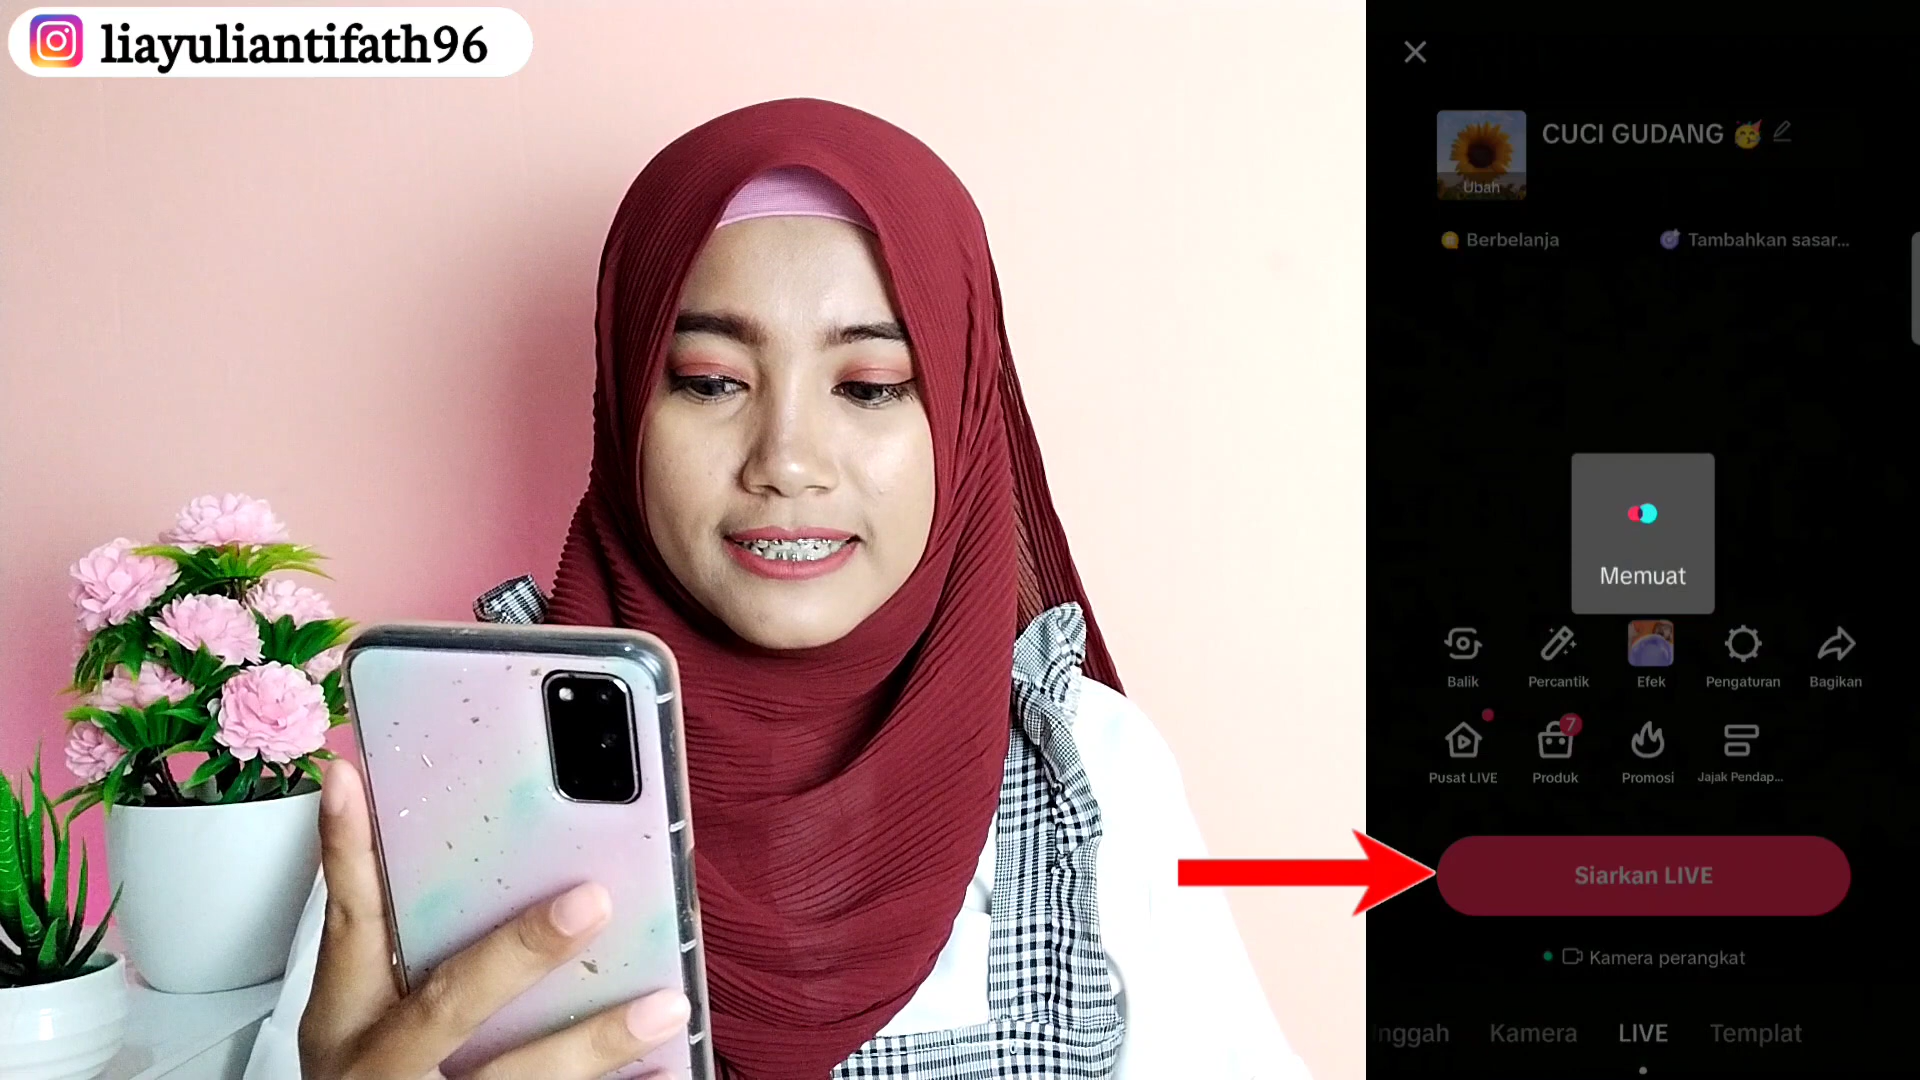 liayuliantifath96
CUCI GUDANG 🥳
Ubah
Berbelanja
Tambahkan sasar...
Memuat
Balik
Percantik
Efek
Pengaturan
Bagikan
7
Pusat LIVE
Produk
Promosi
Jajak Pendap...
Siarkan LIVE
Kamera perangkat
nggah
Kamera
LIVE
Templat